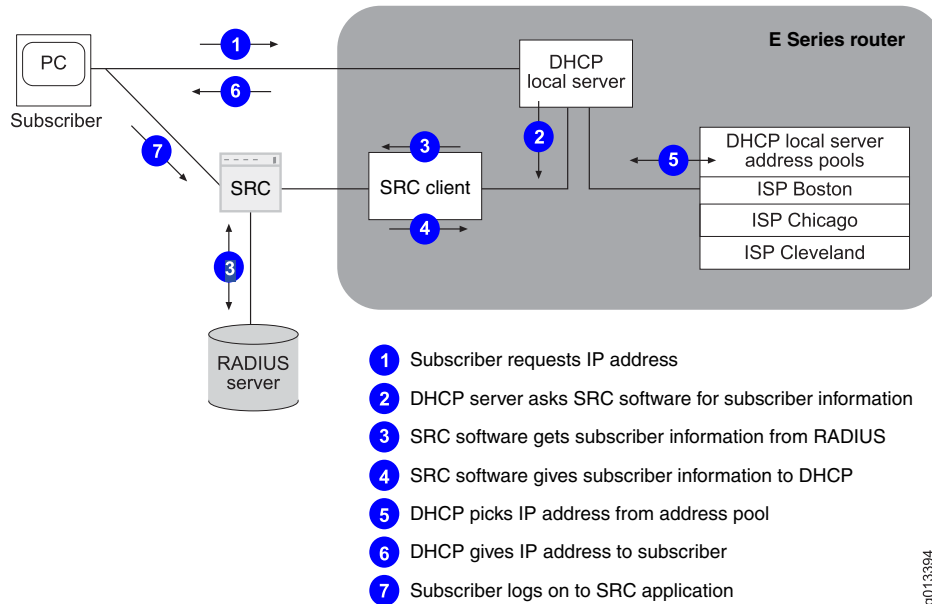 E Series router
1
PC
DHCP
local server
6
Subscriber
2
7
3
DHCP local server
address pools
5
SRC
SRC client
ISP Boston
4
ISP Chicago
ISP Cleveland
3
RADIUS
server
1 Subscriber requests IP address
2 DHCP server asks SRC software for subscriber information
3 SRC software gets subscriber information from RADIUS
4 SRC software gives subscriber information to DHCP
5 DHCP picks IP address from address pool
6 DHCP gives IP address to subscriber
7 Subscriber logs on to SRC application
g013394